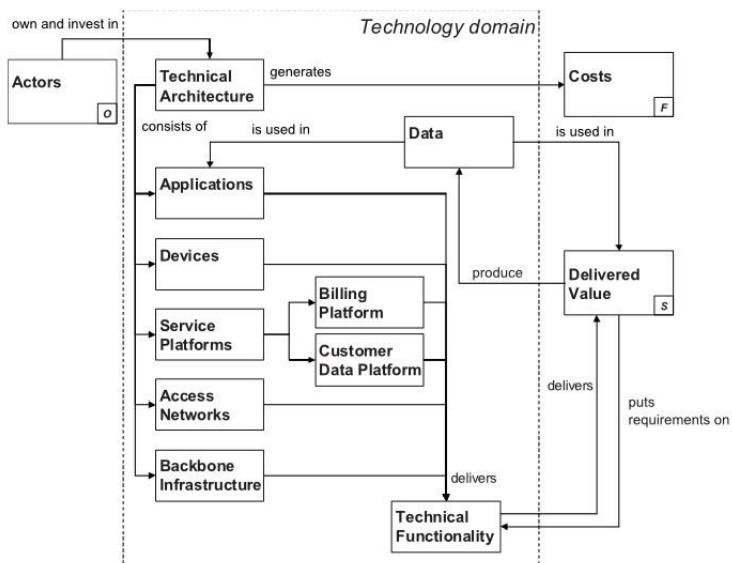 own and invest in
Technology domain
Actors
O
Technical
Architecture
generates
Costs
F
consists of
is used in
Data
is used in
Applications
Devices
produce
Delivered
Value
S
Billing
Platform
Service
Platforms
Customer
Data Platform
Access
Networks
delivers
puts
requirements on
Backbone
Infrastructure
delivers
Technical
Functionality